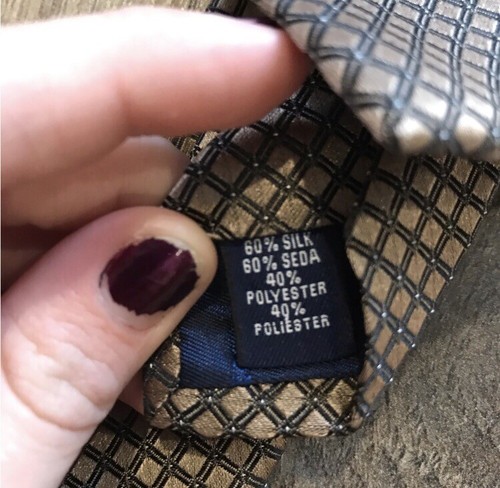 60% SILK
60% SEDA
40%
POLYESTER
40%
POLIESTER